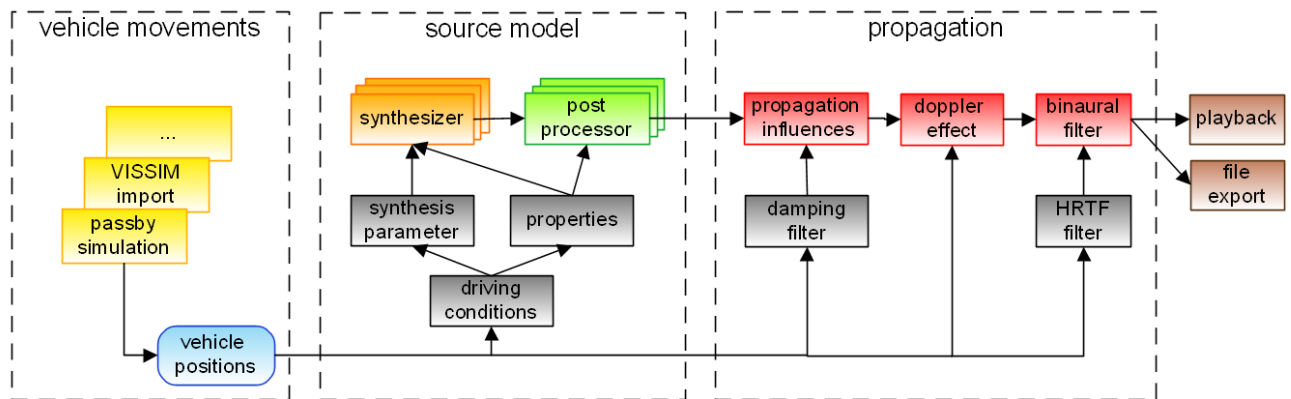 vehicle movements
...
VISSIM
import
passby
simulation
vehicle
positions
source model
synthesizer
post
processor
synthesis
parameter
properties
driving
conditions
propagation
propagation
influences
doppler
effect
binaural
filter
damping
filter
HRTF
filter
playback
file
export